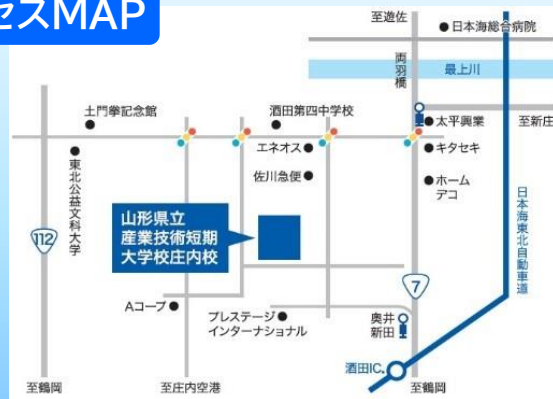 セスMAP
至遊佐
日本海総合病院
両羽橋
最上川
土門拳記念館
酒田第四中学校
太平興業
至新庄
エネオス
キタセキ
東北公益文科大学
佐川急便
ホーム
デコ
山形県立
産業技術短期
大学校庄内校
日本海東北自動車道
112
7
Aコープ
プレステージ
インターナショナル
奥井
新田
酒田IC.
至鶴岡
至庄内空港
至鶴岡